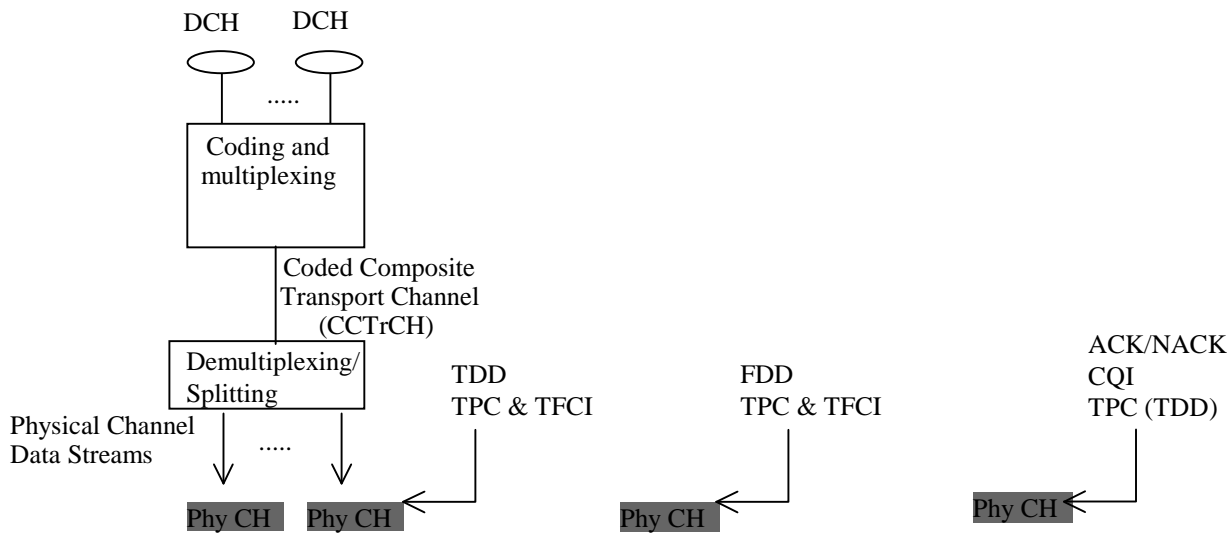 DCH DCH
.....
Coding and
multiplexing
Coded Composite
Transport Channel
(CCTrCH)
Demultiplexing/
Splitting
TDD
TPC & TFCI
FDD
TPC & TFCI
ACK/NACK
CQI
TPC (TDD)
Physical Channel
Data Streams
.....
Phy CH Phy CH Phy CH Phy CH